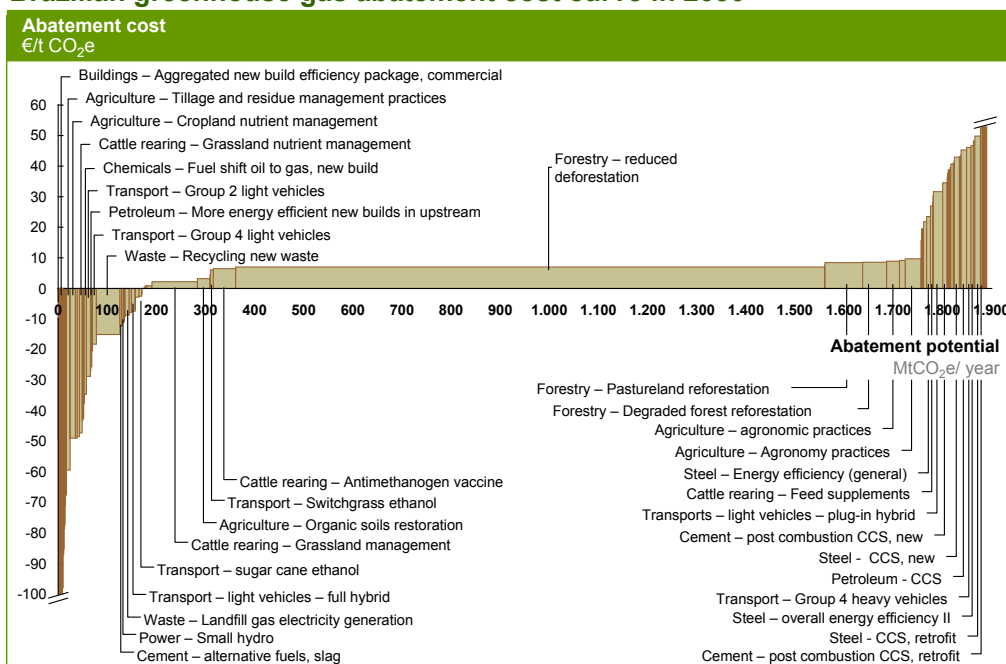 Abatement cost
€/t CO2e
Buildings – Aggregated new build efficiency package, commercial
Agriculture – Tillage and residue management practices
Agriculture – Cropland nutrient management
Cattle rearing – Grassland nutrient management
Chemicals – Fuel shift oil to gas, new build
Transport – Group 2 light vehicles
Petroleum – More energy efficient new builds in upstream
Transport – Group 4 light vehicles
Waste – Recycling new waste
Forestry – reduced
deforestation
60
50
40
30
20
10
0
-10
-20
-30
-40
-50
-60
-70
-80
-90
-100
0 100 200 300 400 500 600 700 800 900 1.000 1.100 1.200 1.300 1.400 1.500 1.600 1.700 1.800 1.900
Abatement potential
MtCO2e/ year
Forestry – Pastureland reforestation
Forestry – Degraded forest reforestation
Agriculture – agronomic practices
Agriculture – Agronomy practices
Steel – Energy efficiency (general)
Cattle rearing – Feed supplements
Transports – light vehicles – plug-in hybrid
Cement – post combustion CCS, new
Steel - CCS, new
Petroleum - CCS
Transport – Group 4 heavy vehicles
Steel – overall energy efficiency II
Steel - CCS, retrofit
Cement – post combustion CCS, retrofit
Cattle rearing – Antimethanogen vaccine
Transport – Switchgrass ethanol
Agriculture – Organic soils restoration
Cattle rearing – Grassland management
Transport – sugar cane ethanol
Transport – light vehicles – full hybrid
Waste – Landfill gas electricity generation
Power – Small hydro
Cement – alternative fuels, slag